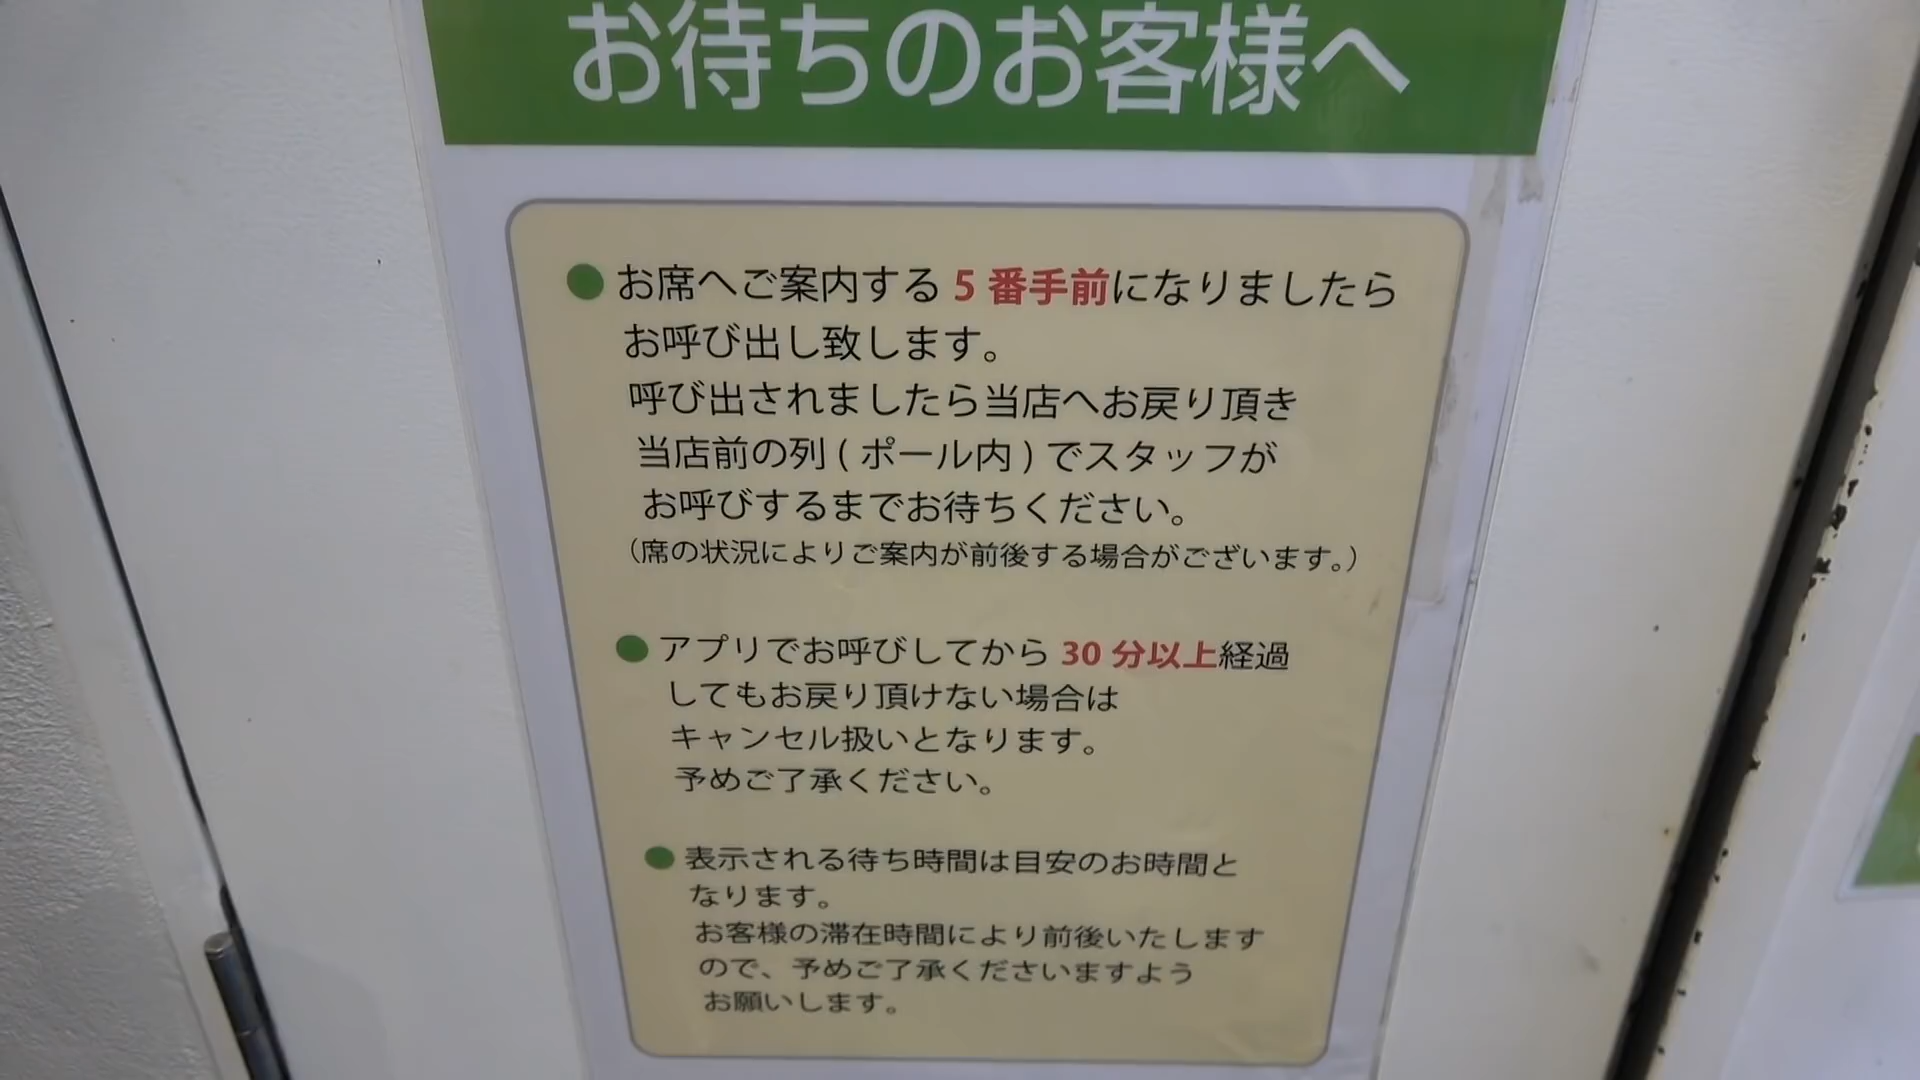 お待ちのお客様へ
●お席へご案内する 5 番手前になりましたら
お呼び出し致します。
呼び出されましたら当店へお戻り頂き
当店前の列 ( ポール内 ) でスタッフが
お呼びするまでお待ちください。
（席の状況によりご案内が前後する場合がございます。）
●アプリでお呼びしてから 30 分以上経過
してもお戻り頂けない場合は
キャンセル扱いとなります。
予めご了承ください。
●表示される待ち時間は目安のお時間と
なります。
お客様の滞在時間により前後いたします
ので、予めご了承くださいますよう
お願いします。